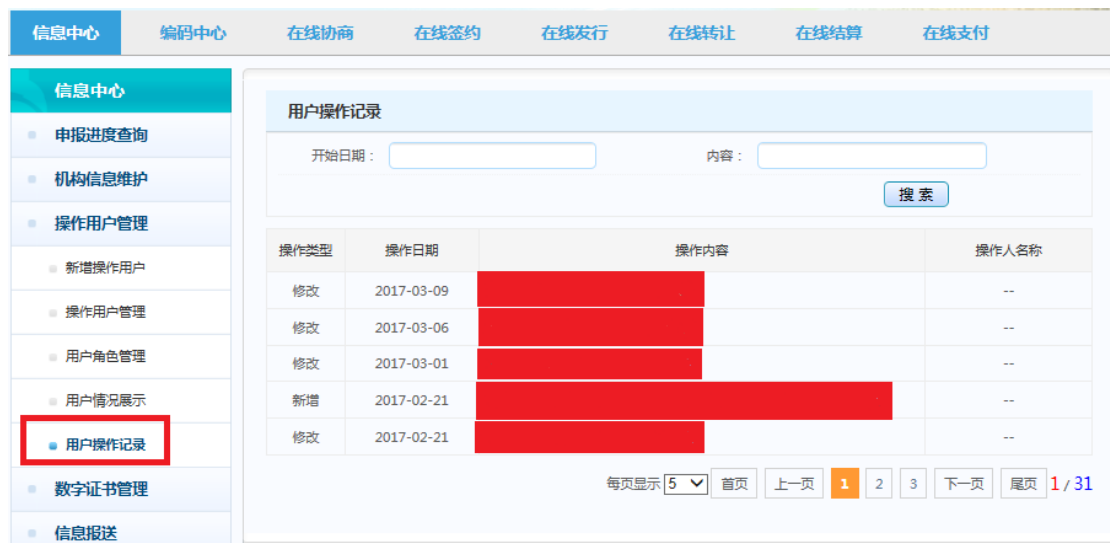 信息中心 编码中心 在线协商 在线签约 在线发行 在线转让 在线结算 在线支付
信息中心
申报进度查询
机构信息维护
操作用户管理
新增操作用户
操作用户管理
用户角色管理
用户情况展示
用户操作记录
数字证书管理
信息报送
用户操作记录
开始日期： 内容：
搜 索
操作类型 操作日期 操作内容 操作人名称
修改 2017-03-09 --
修改 2017-03-06 --
修改 2017-03-01 --
新增 2017-02-21 --
修改 2017-02-21 --
每页显示 5 首页 上一页 1 2 3 下一页 尾页 1 / 31